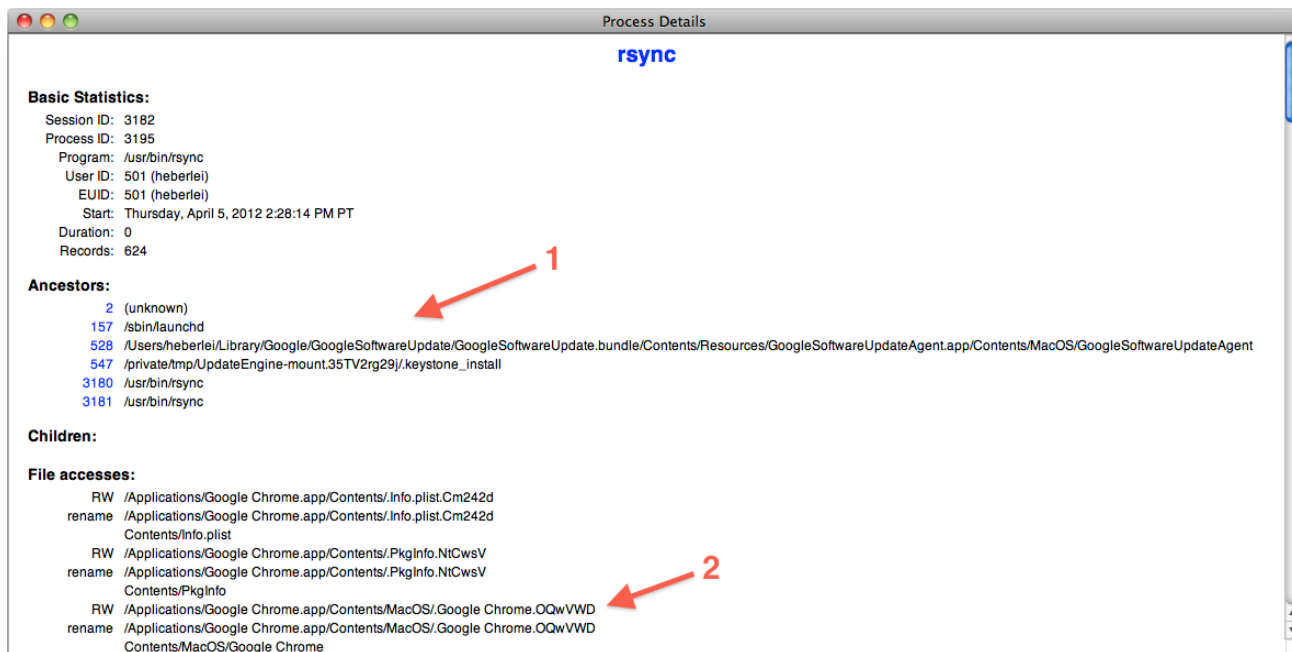 Process Details
rsync
Basic Statistics:
Session ID: 3182
Process ID: 3195
Program: /usr/bin/rsync
User ID: 501 (heberlei)
EUID: 501 (heberlei)
Start: Thursday, April 5, 2012 2:28:14 PM PT
Duration: 0
Records: 624
1
Ancestors:
2 (unknown)
157 /sbin/launchd
528 /Users/heberlei/Library/Google/GoogleSoftwareUpdate/GoogleSoftwareUpdate.bundle/Contents/Resources/GoogleSoftwareUpdateAgent.app/Contents/MacOS/GoogleSoftwareUpdateAgent
547 /private/tmp/UpdateEngine-mount.35TV2rg29j/.keystone_install
3180 /usr/bin/rsync
3181 /usr/bin/rsync
Children:
File accesses:
RW /Applications/Google Chrome.app/Contents/.Info.plist.Cm242d
rename /Applications/Google Chrome.app/Contents/.Info.plist.Cm242d
Contents/Info.plist
RW /Applications/Google Chrome.app/Contents/.PkgInfo.NtCwsV
rename /Applications/Google Chrome.app/Contents/.PkgInfo.NtCwsV
Contents/PkgInfo
2
RW /Applications/Google Chrome.app/Contents/MacOS/.Google Chrome.OQwVWD
rename /Applications/Google Chrome.app/Contents/MacOS/.Google Chrome.OQwVWD
Contents/MacOS/Google Chrome